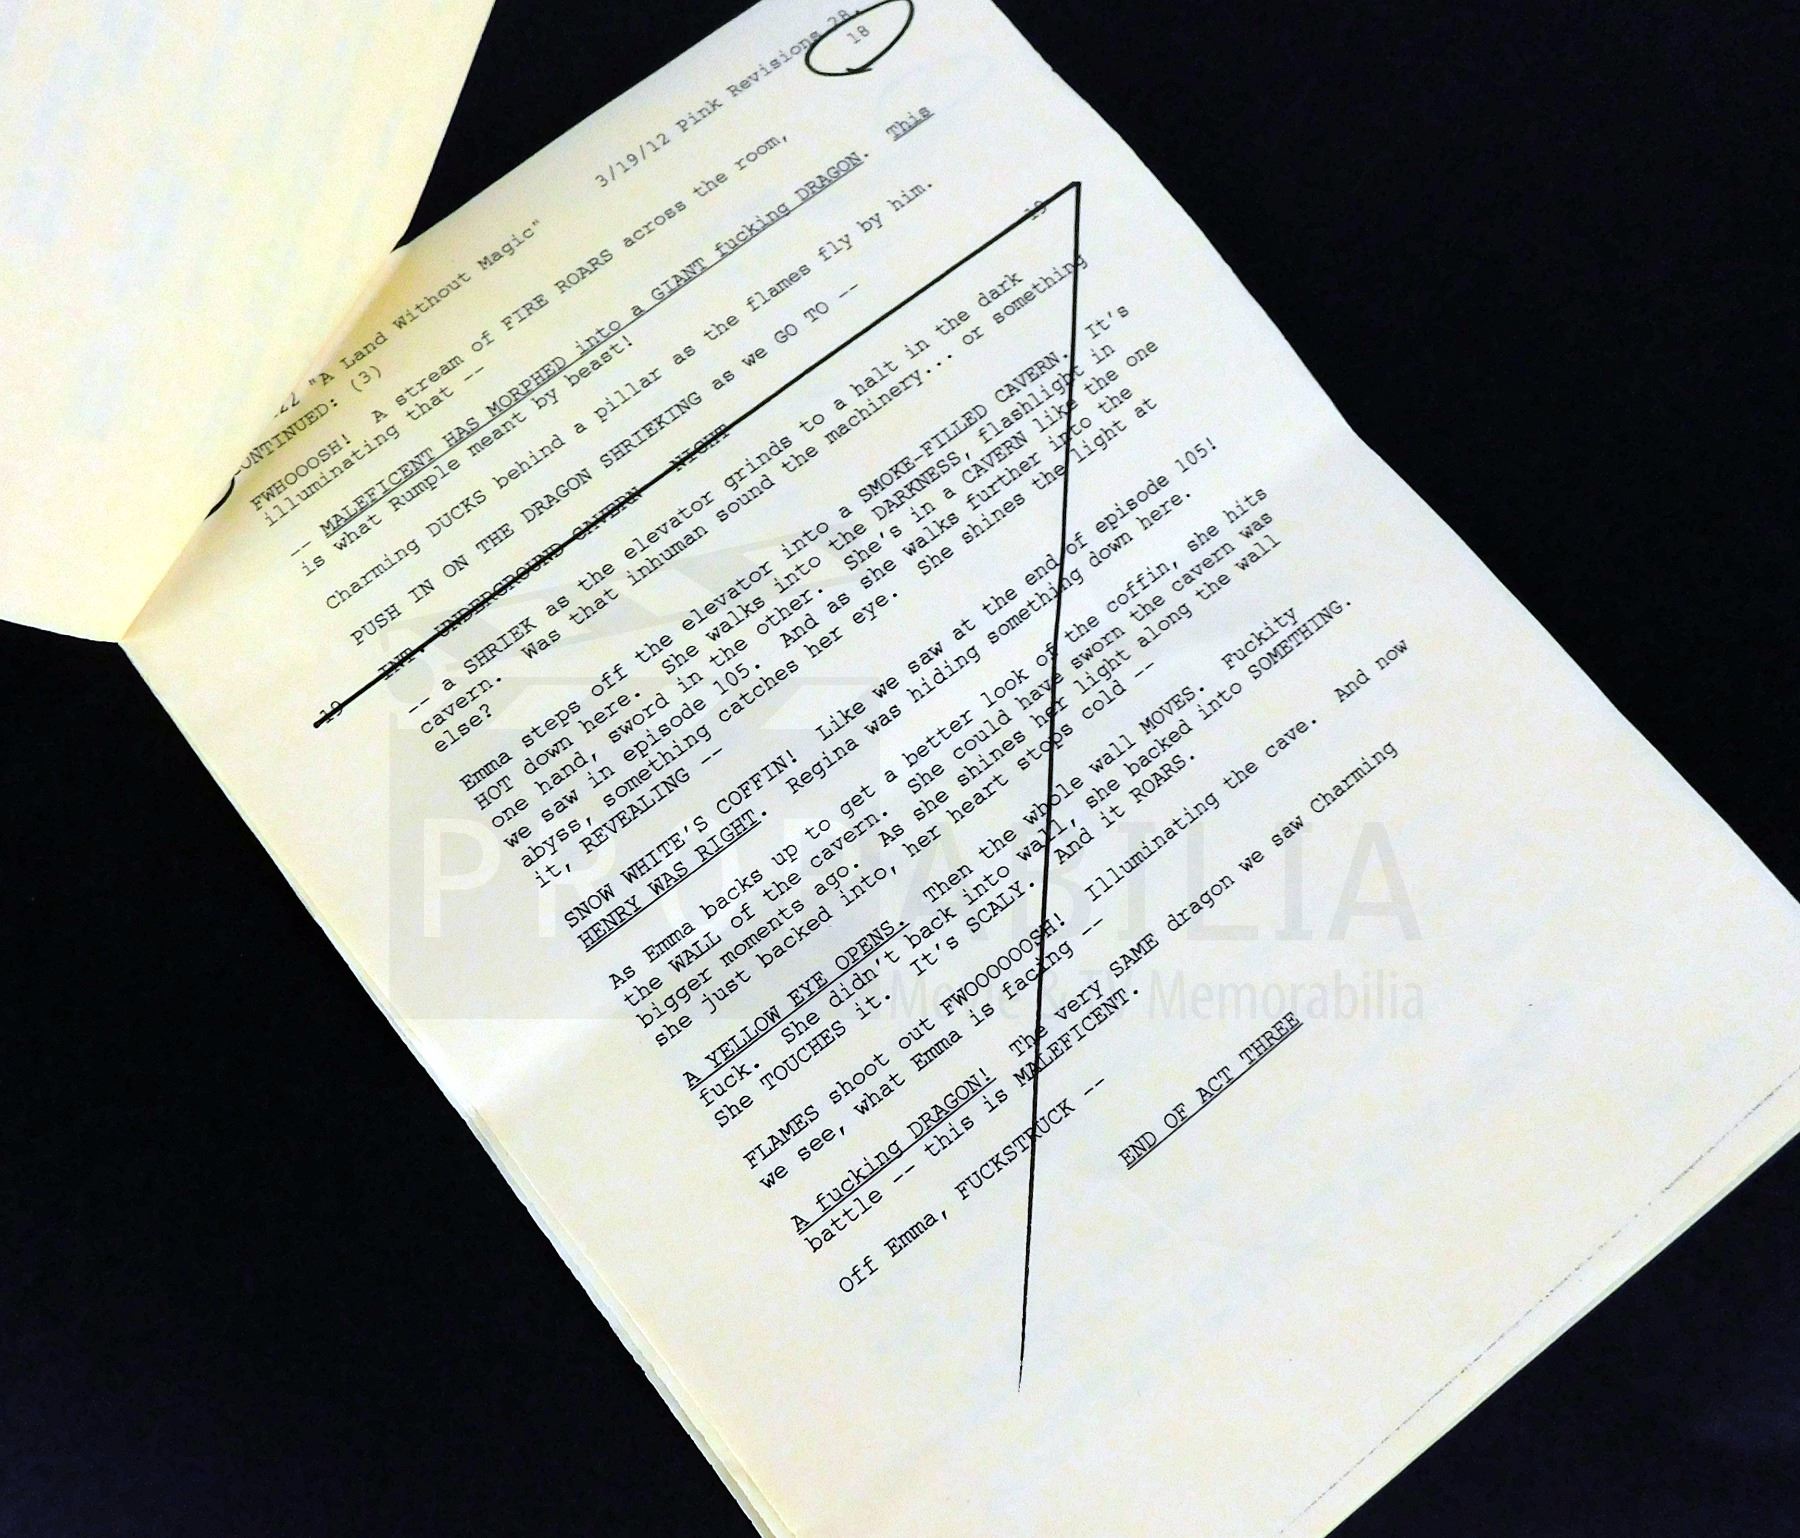 22 "A Land Without Magic" 3/19/12 Pink Revisions 28.
CONTINUED: (3) 18
FWHOOOSH! A stream of FIRE ROARS across the room,
illuminating that --
-- MALEFICENT HAS MORPHED into a GIANT fucking DRAGON. This
is what Rumple meant by beast!
Charming DUCKS behind a pillar as the flames fly by him.
PUSH IN ON THE DRAGON SHRIEKING as we GO TO --
19 INT. UNDERGROUND CAVERN - NIGHT 19
-- a SHRIEK as the elevator grinds to a halt in the dark
cavern. Was that inhuman sound the machinery... or something
else?
Emma steps off the elevator into a SMOKE-FILLED CAVERN. It's
HOT down here. She walks into the DARKNESS, flashlight in
one hand, sword in the other. She's in a CAVERN like the one
we saw in episode 105. And as she walks further into the
abyss, something catches her eye. She shines the light at
it, REVEALING --
SNOW WHITE'S COFFIN! Like we saw at the end of episode 105!
HENRY WAS RIGHT. Regina was hiding something down here.
As Emma backs up to get a better look of the coffin, she hits
the WALL of the cavern. She could have sworn the cavern was
bigger moments ago. As she shines her light along the wall
she just backed into, her heart stops cold --
A YELLOW EYE OPENS. Then the whole wall MOVES. Fuckity
fuck. She didn't back into wall, she backed into SOMETHING.
She TOUCHES it. It's SCALY. And it ROARS.
FLAMES shoot out FWOOOOOOSH! Illuminating the cave. And now
we see, what Emma is facing --
A fucking DRAGON! The very SAME dragon we saw Charming
battle -- this is MALEFICENT.
Off Emma, FUCKSTRUCK --
END OF ACT THREE
PROPABILIA
Movie & TV Memorabilia